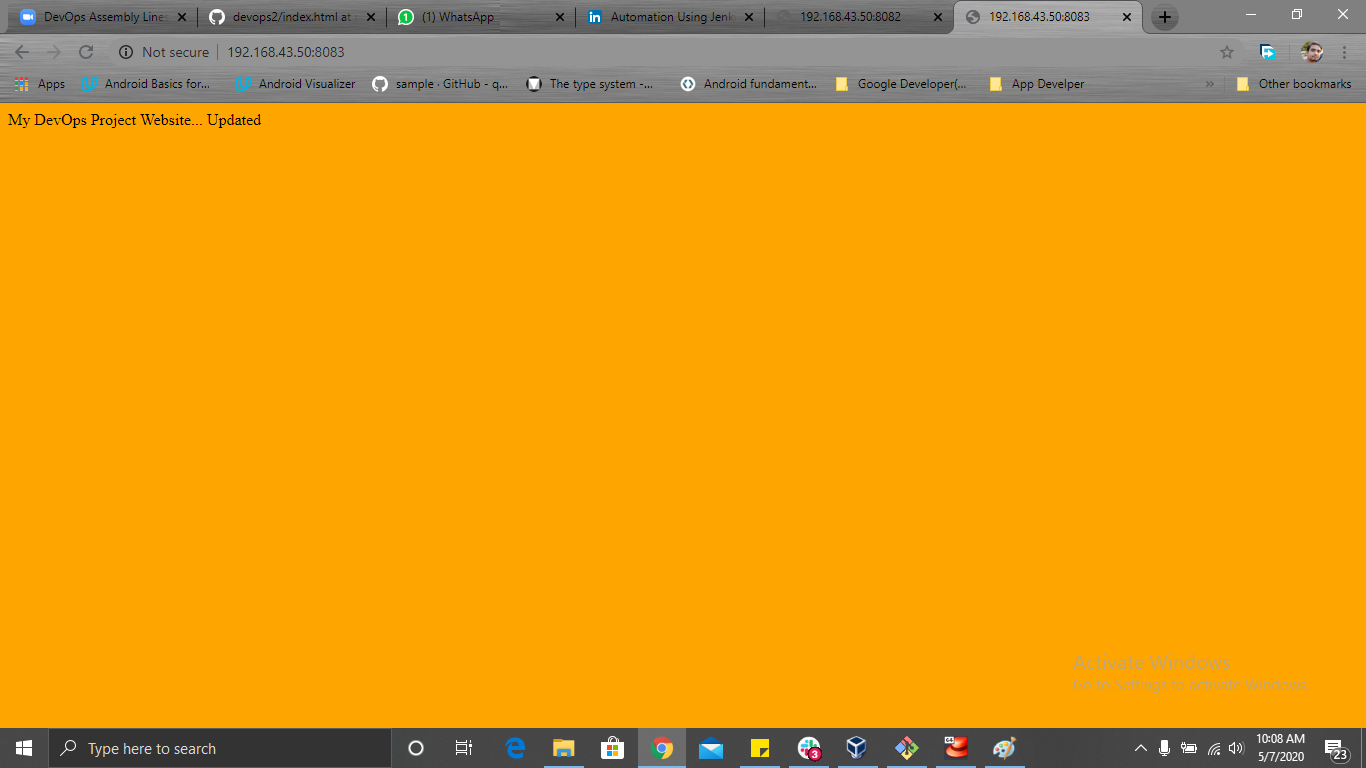 DevOps Assembly Line
devops2/index.html at
(1) WhatsApp
Automation Using Jenk
192.168.43.50:8082
192.168.43.50:8083
Not secure
192.168.43.50:8083
Apps
Android Basics for...
Android Visualizer
sample · GitHub - q...
The type system -...
Android fundament...
Google Developer(...
App Develper
»
Other bookmarks
My DevOps Project Website... Updated
Activate Windows
Go to Settings to activate Windows.
Type here to search
3
64
10:08 AM
5/7/2020
23